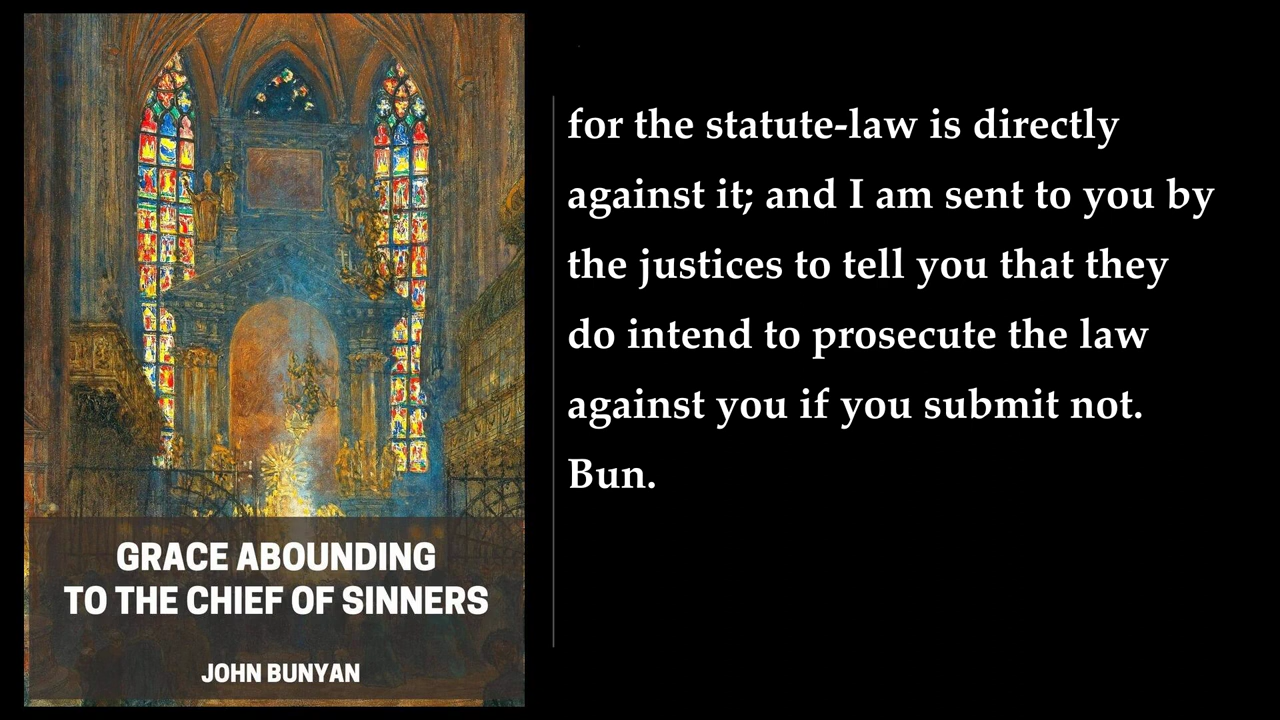 for the statute-law is directly
against it; and I am sent to you by
the justices to tell you that they
do intend to prosecute the law
against you if you submit not.
Bun.
GRACE ABOUNDING
TO THE CHIEF OF SINNERS
JOHN BUNYAN